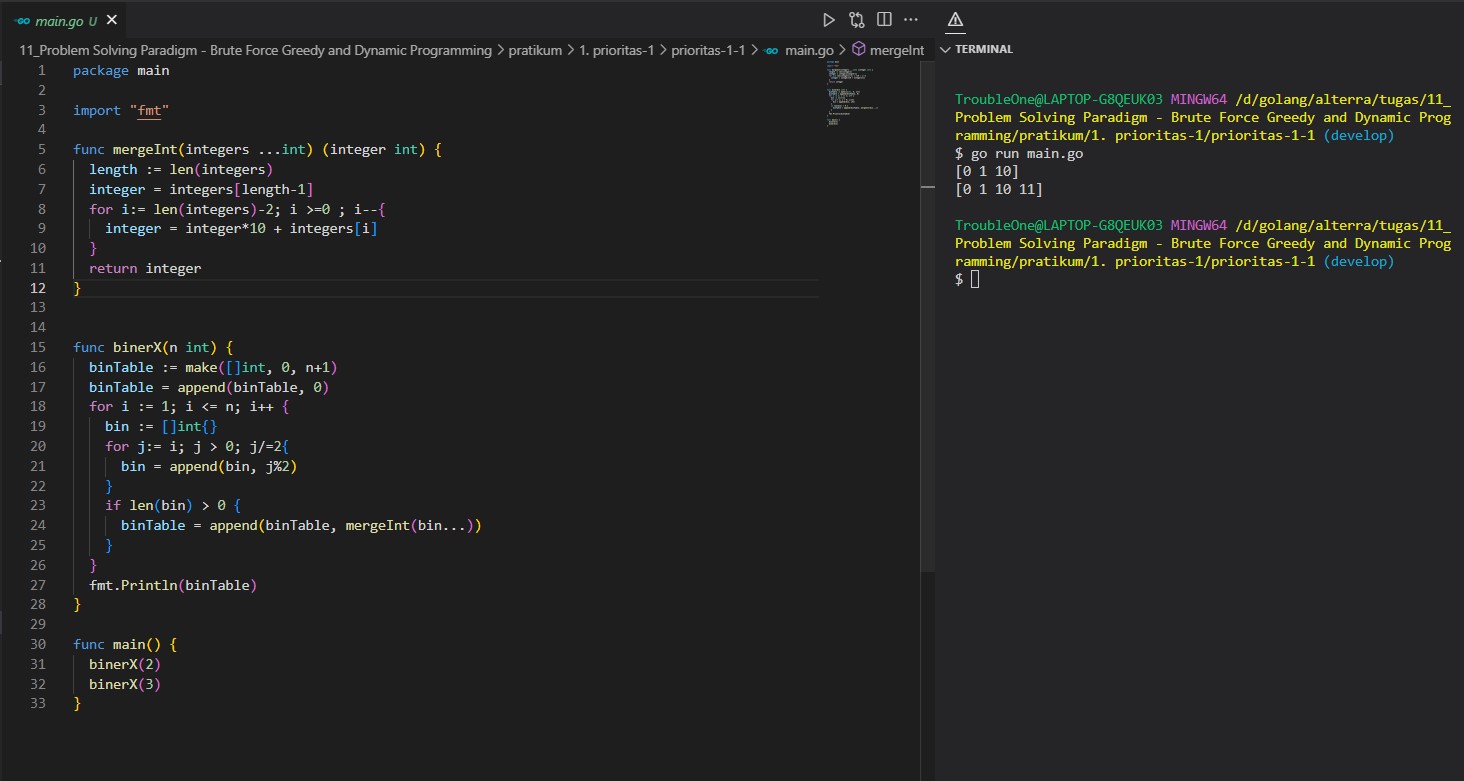 main.go U
11_Problem Solving Paradigm - Brute Force Greedy and Dynamic Programming > pratikum > 1. prioritas-1 > prioritas-1-1 > main.go > mergeInt
1 package main
2
3 import "fmt"
4
5 func mergeInt(integers ...int) (integer int) {
6   length := len(integers)
7   integer = integers[length-1]
8   for i:= len(integers)-2; i >=0 ; i--{
9     integer = integer*10 + integers[i]
10   }
11   return integer
12 }
13
14
15 func binerX(n int) {
16   binTable := make([]int, 0, n+1)
17   binTable = append(binTable, 0)
18   for i := 1; i <= n; i++ {
19     bin := []int{}
20     for j:= i; j > 0; j/=2{
21       bin = append(bin, j%2)
22     }
23     if len(bin) > 0 {
24       binTable = append(binTable, mergeInt(bin...))
25     }
26   }
27   fmt.Println(binTable)
28 }
29
30 func main() {
31   binerX(2)
32   binerX(3)
33 }
TERMINAL
TroubleOne@LAPTOP-G8QEUK03 MINGW64 /d/golang/alterra/tugas/11_
Problem Solving Paradigm - Brute Force Greedy and Dynamic Prog
ramming/pratikum/1. prioritas-1/prioritas-1-1 (develop)
$ go run main.go
[0 1 10]
[0 1 10 11]
TroubleOne@LAPTOP-G8QEUK03 MINGW64 /d/golang/alterra/tugas/11_
Problem Solving Paradigm - Brute Force Greedy and Dynamic Prog
ramming/pratikum/1. prioritas-1/prioritas-1-1 (develop)
$